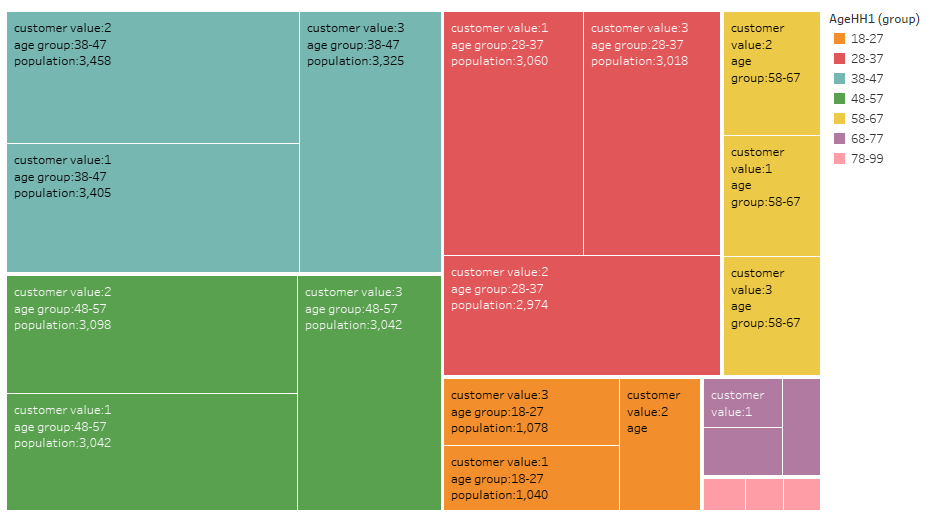 customer value:2
age group:38-47
population:3,458
customer value:3
age group:38-47
population:3,325
customer value:1
age group:38-47
population:3,405
customer value:2
age group:48-57
population:3,098
customer value:3
age group:48-57
population:3,042
customer value:1
age group:48-57
population:3,042
customer value:1
age group:28-37
population:3,060
customer value:3
age group:28-37
population:3,018
customer value:2
age group:28-37
population:2,974
customer value:3
age group:18-27
population:1,078
customer value:1
age group:18-27
population:1,040
customer
value:2
age
customer
value:2
age
group:58-67
customer
value:1
age
group:58-67
customer
value:3
age
group:58-67
customer
value:1
AgeHH1 (group)
18-27
28-37
38-47
48-57
58-67
68-77
78-99